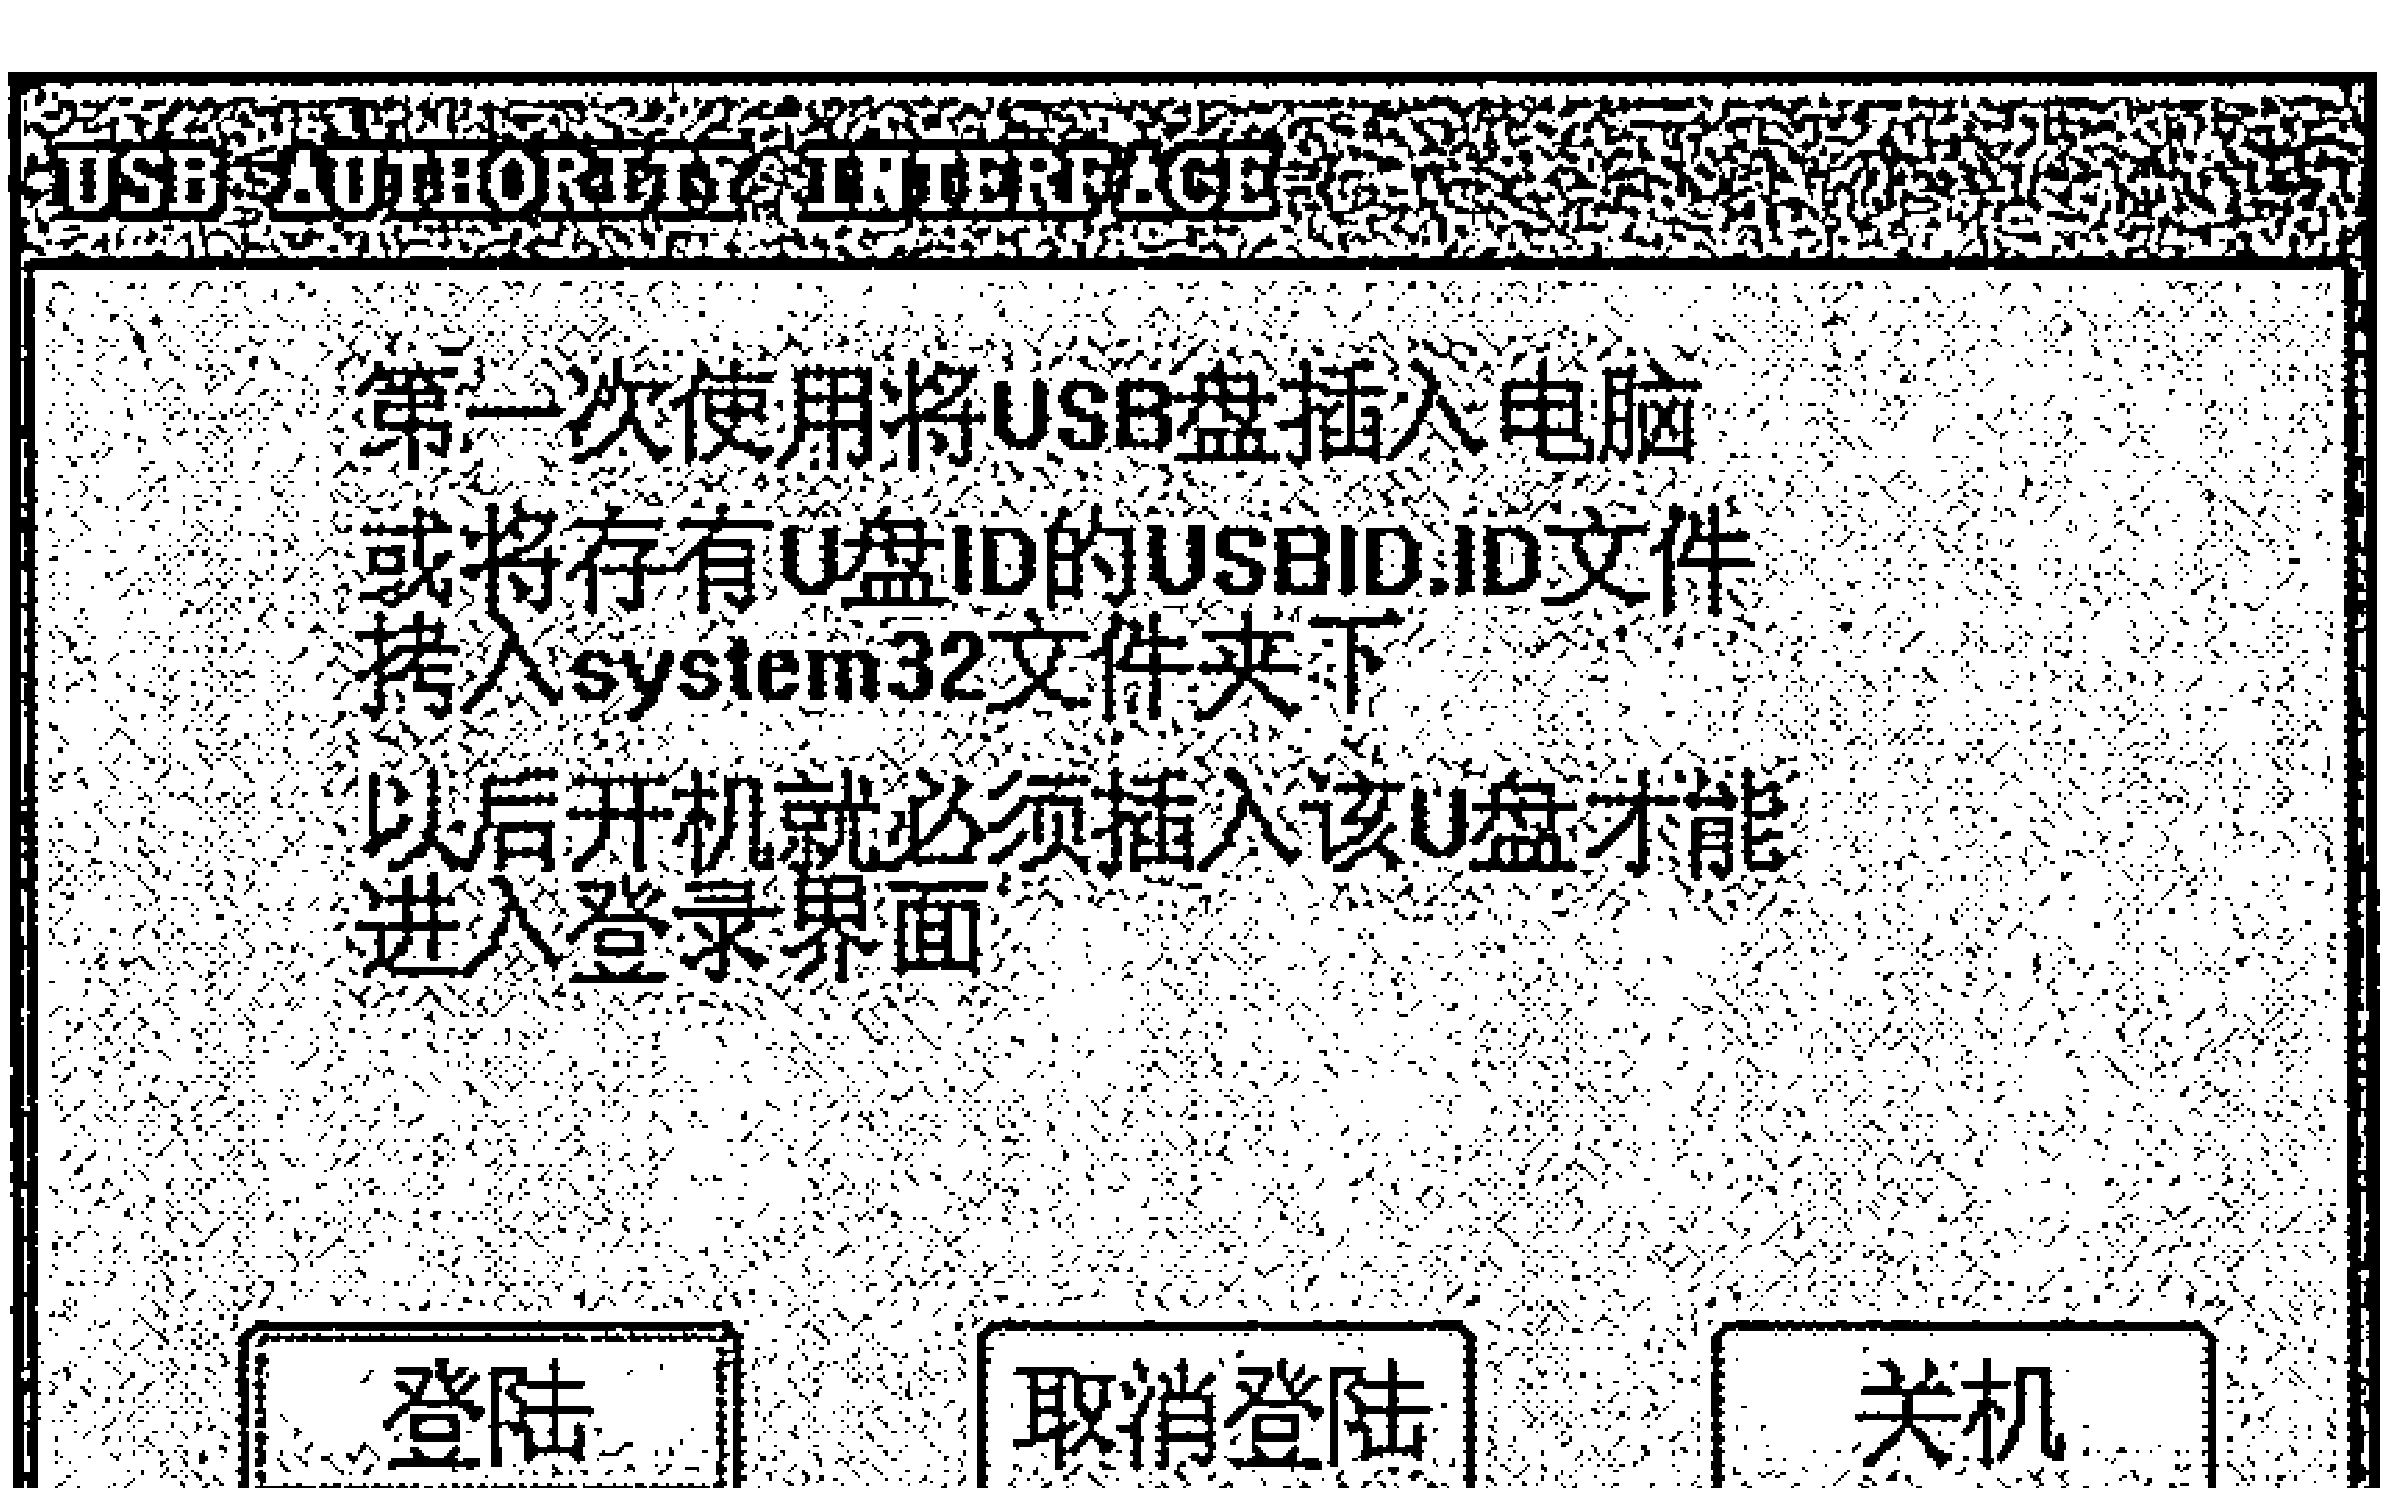 USB AUTHORITY INTERFACE
第一次使用将USB盘插入电脑
或将存有U盘ID的USBID.ID文件
拷入system32文件夹下
以后开机就必须插入该U盘才能
进入登录界面
登陆 取消登陆 关机